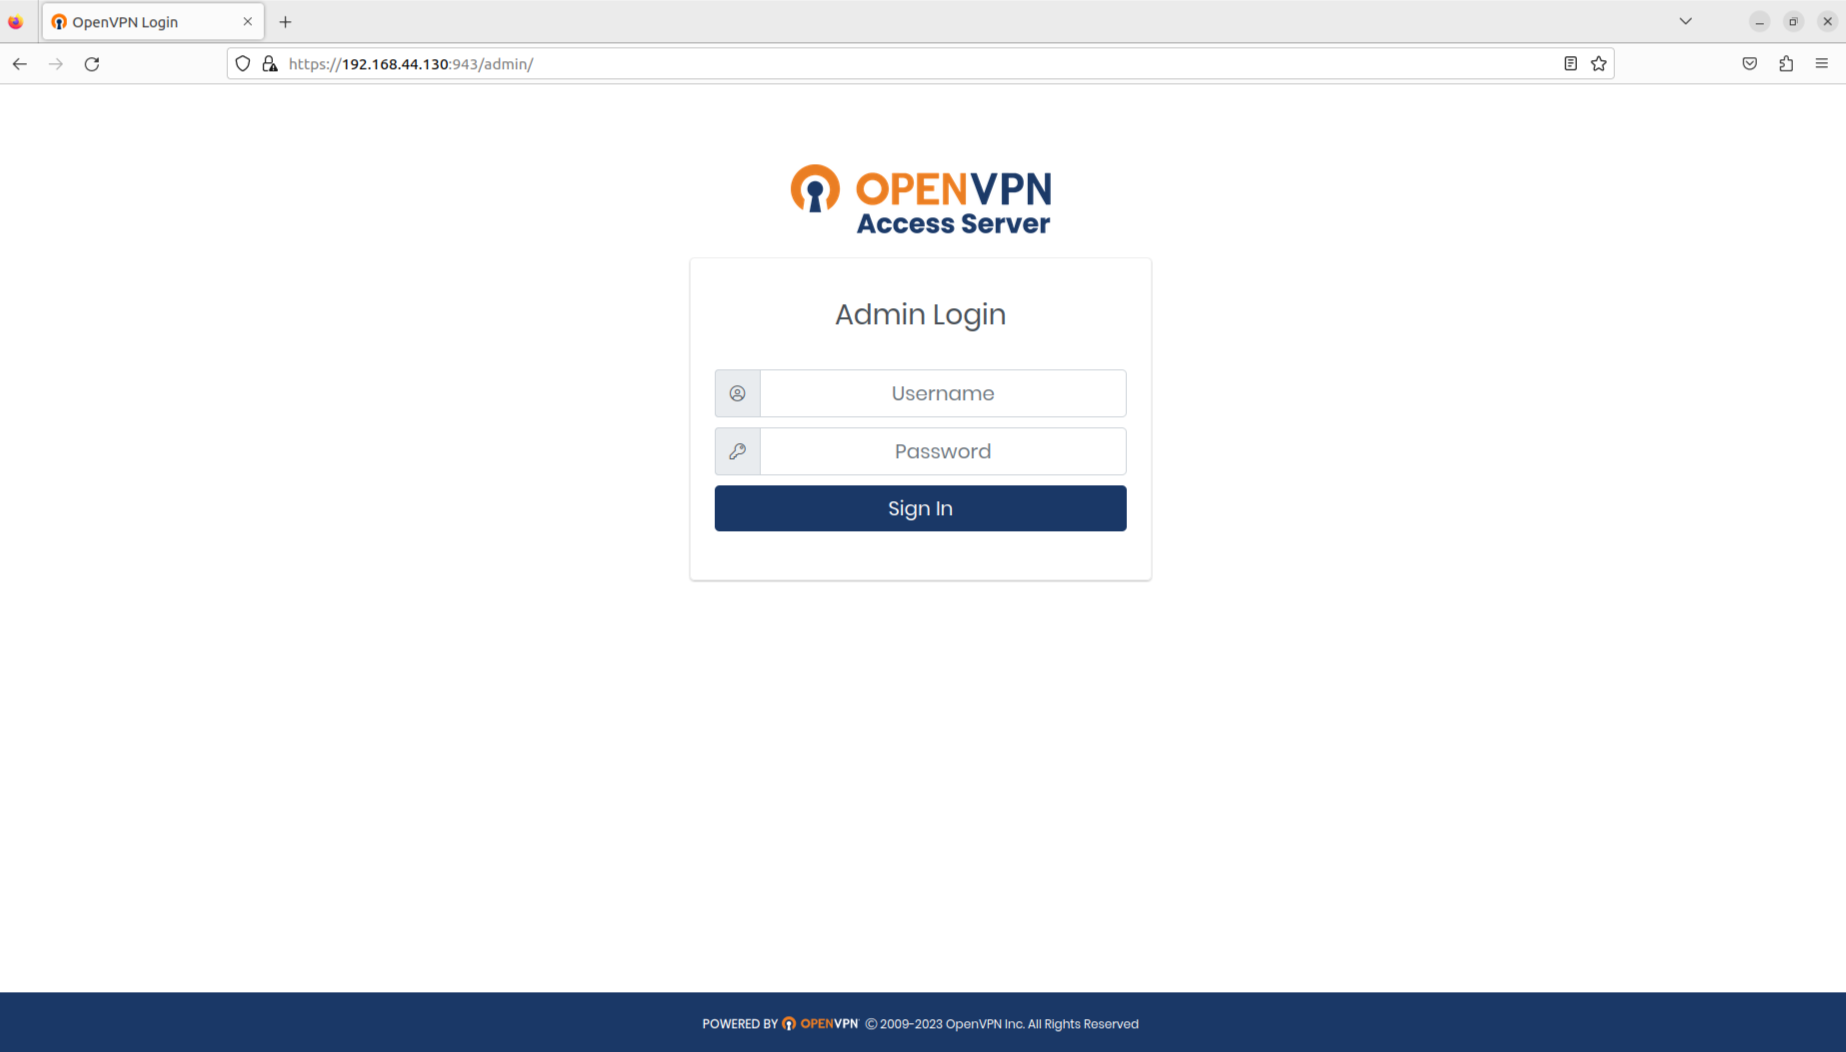 OpenVPN Login
https://192.168.44.130:943/admin/
OPENVPN
Access Server
Admin Login
Username
Password
Sign In
POWERED BY OPENVPN © 2009-2023 OpenVPN Inc. All Rights Reserved